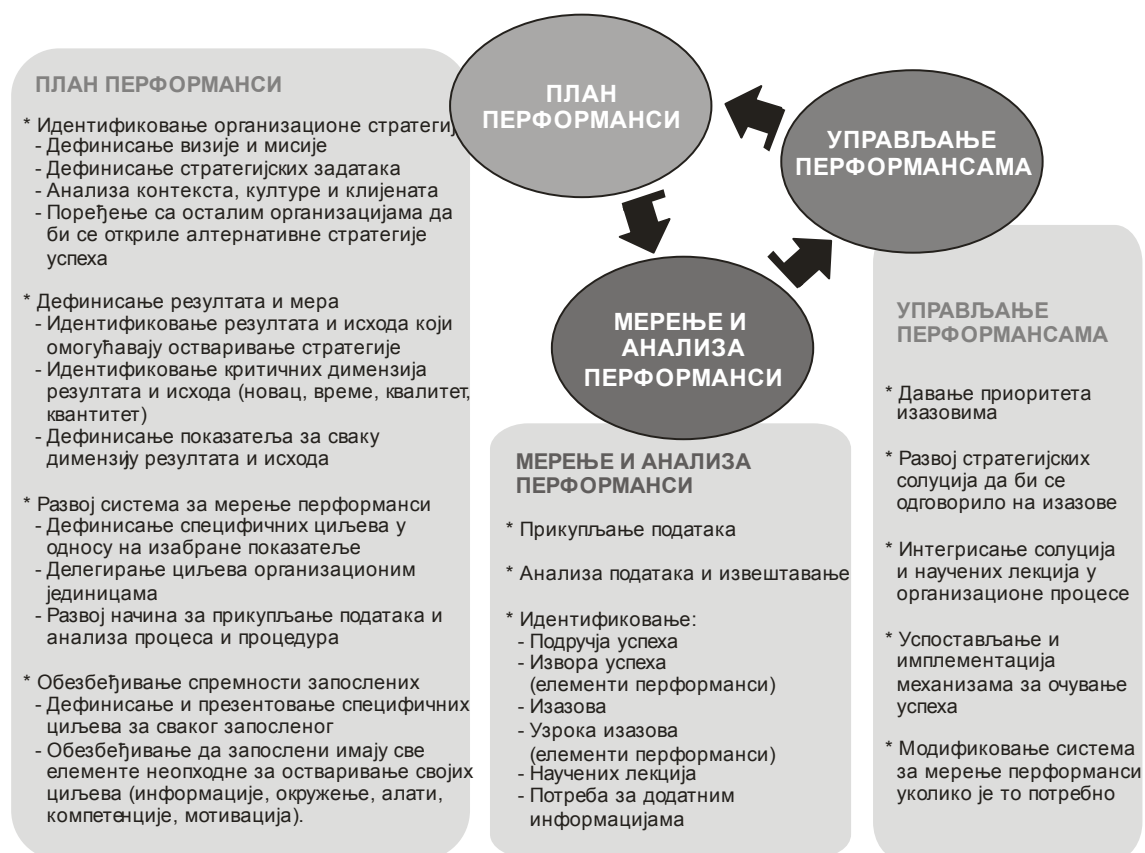 ПЛАН
ПЕРФОРМАНСИ
УПРАВЉАЊЕ
ПЕРФОРМАНСАМА
МЕРЕЊЕ И
АНАЛИЗА
ПЕРФОРМАНСИ
ПЛАН ПЕРФОРМАНСИ
* Идентификовање организационе стратегиј
- Дефинисање визије и мисије
- Дефинисање стратегијских задатака
- Анализа контекста, културе и клијената
- Поређење са осталим организацијама да
би се откриле алтернативне стратегије
успеха
* Дефинисање резултата и мера
- Идентификовање резултата и исхода који
омогућавају остваривање стратегије
- Идентификовање критичних димензија
резултата и исхода (новац, време, квалитет,
квантитет)
- Дефинисање показатеља за сваку
димензију резултата и исхода
* Развој система за мерење перформанси
- Дефинисање специфичних циљева у
односу на изабране показатеље
- Делегирање циљева организационим
јединицама
- Развој начина за прикупљање података и
анализа процеса и процедура
* Обезбеђивање спремности запослених
- Дефинисање и презентовање специфичних
циљева за сваког запосленог
- Обезбеђивање да запослени имају све
елементе неопходне за остваривање својих
циљева (информације, окружење, алати,
компетенције, мотивација).
МЕРЕЊЕ И АНАЛИЗА
ПЕРФОРМАНСИ
* Прикупљање података
* Анализа података и извештавање
* Идентификовање:
- Подручја успеха
- Извора успеха
(елементи перформанси)
- Изазова
- Узрока изазова
(елементи перформанси)
- Научених лекција
- Потреба за додатним
информацијама
УПРАВЉАЊЕ
ПЕРФОРМАНСАМА
* Давање приоритета
изазовима
* Развој стратегијских
солуција да би се
одговорило на изазове
* Интегрисање солуција
и научених лекција у
организационе процесе
* Успостављање и
имплементација
механизама за очување
успеха
* Модификовање система
за мерење перформанси
уколико је то потребно